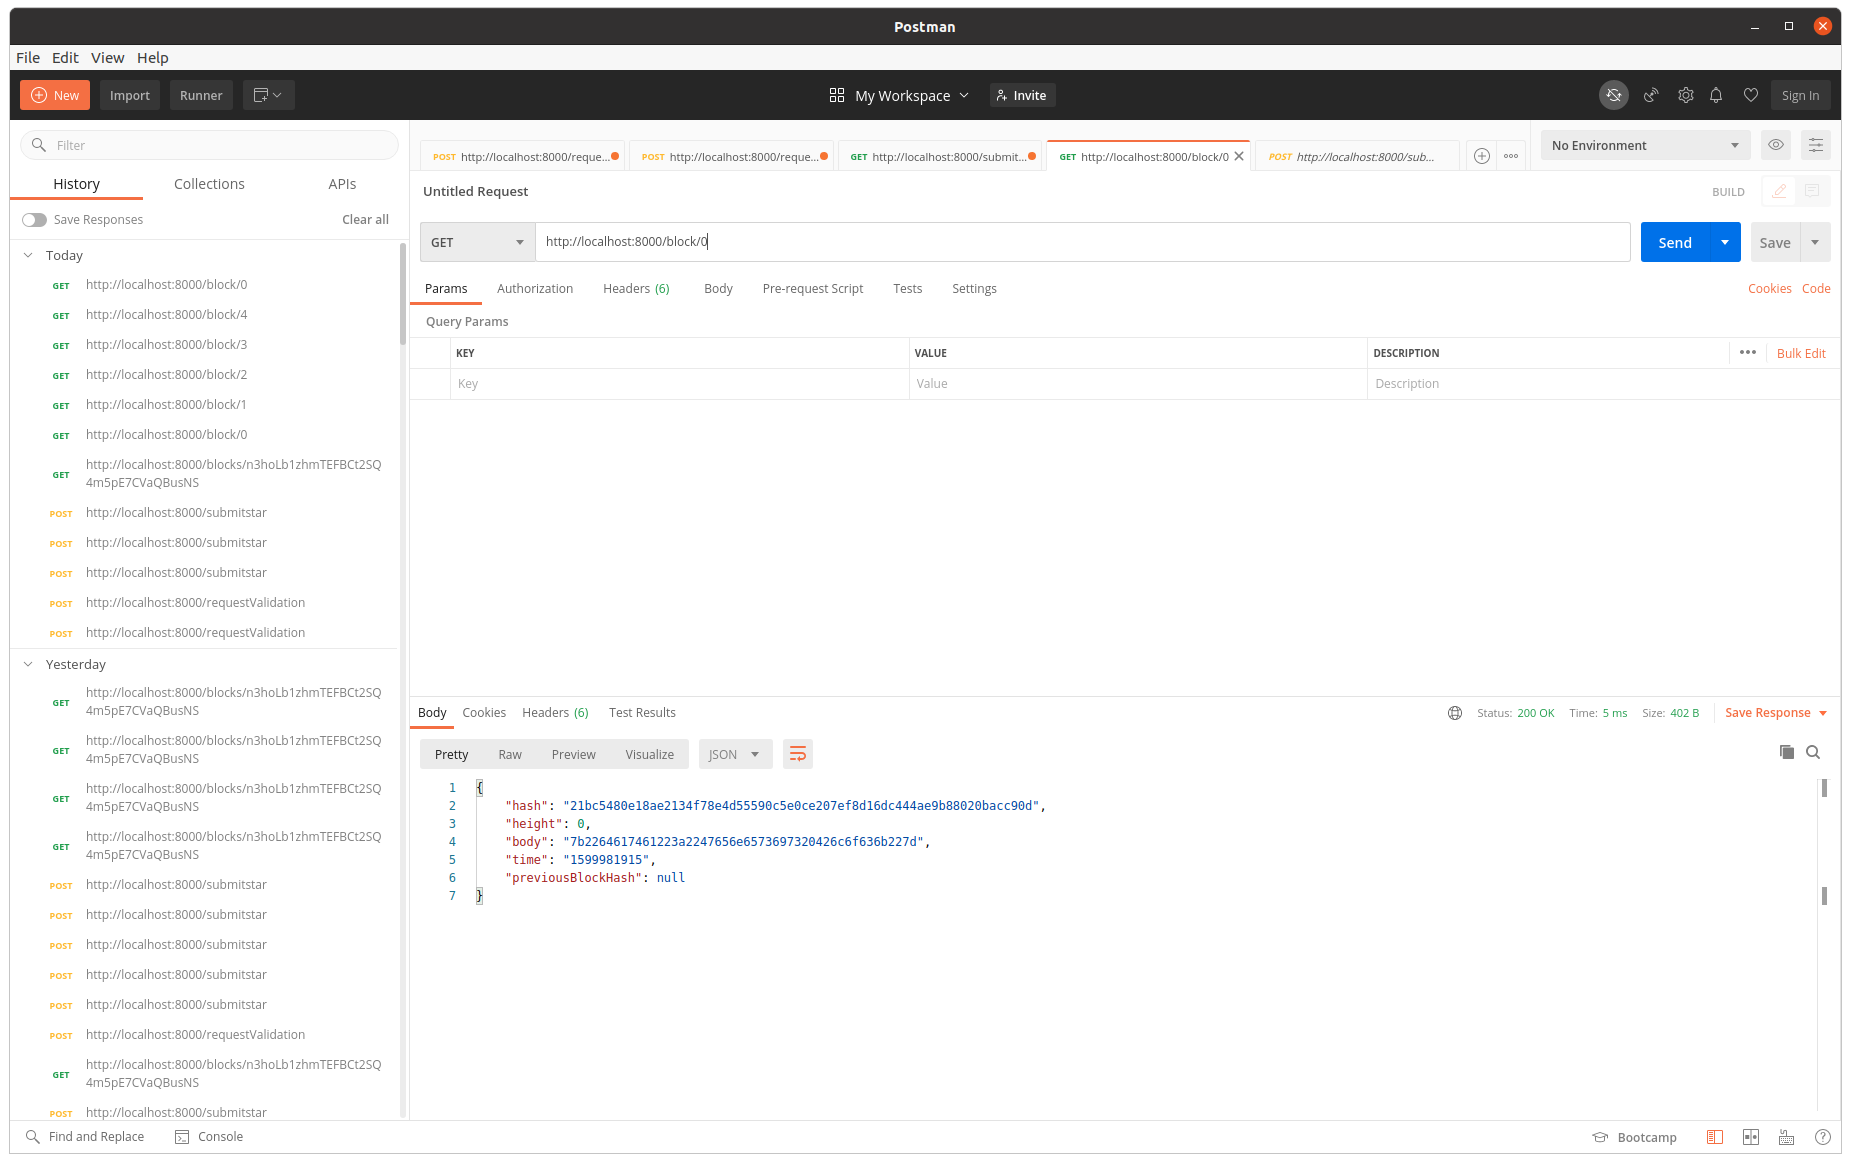 Postman
File Edit View Help
New Import Runner My Workspace Invite Sign In
Filter
History Collections APIs
Save Responses Clear all
Today
GET http://localhost:8000/block/0
GET http://localhost:8000/block/4
GET http://localhost:8000/block/3
GET http://localhost:8000/block/2
GET http://localhost:8000/block/1
GET http://localhost:8000/block/0
GET http://localhost:8000/blocks/n3hoLb1zhmTEFBCt2SQ
4m5pE7CVaQBusNS
POST http://localhost:8000/submitstar
POST http://localhost:8000/submitstar
POST http://localhost:8000/submitstar
POST http://localhost:8000/requestValidation
POST http://localhost:8000/requestValidation
Yesterday
GET http://localhost:8000/blocks/n3hoLb1zhmTEFBCt2SQ
4m5pE7CVaQBusNS
GET http://localhost:8000/blocks/n3hoLb1zhmTEFBCt2SQ
4m5pE7CVaQBusNS
GET http://localhost:8000/blocks/n3hoLb1zhmTEFBCt2SQ
4m5pE7CVaQBusNS
GET http://localhost:8000/blocks/n3hoLb1zhmTEFBCt2SQ
4m5pE7CVaQBusNS
POST http://localhost:8000/submitstar
POST http://localhost:8000/submitstar
POST http://localhost:8000/submitstar
POST http://localhost:8000/submitstar
POST http://localhost:8000/submitstar
POST http://localhost:8000/requestValidation
GET http://localhost:8000/blocks/n3hoLb1zhmTEFBCt2SQ
4m5pE7CVaQBusNS
POST http://localhost:8000/submitstar
POST http://localhost:8000/reque... POST http://localhost:8000/reque... GET http://localhost:8000/submit... GET http://localhost:8000/block/0 POST http://localhost:8000/sub... No Environment
Untitled Request BUILD
GET http://localhost:8000/block/0 Send Save
Params Authorization Headers (6) Body Pre-request Script Tests Settings Cookies Code
Query Params
KEY VALUE DESCRIPTION Bulk Edit
Key Value Description
Body Cookies Headers (6) Test Results Status: 200 OK Time: 5 ms Size: 402 B Save Response
Pretty Raw Preview Visualize JSON
1 {
2 "hash": "21bc5480e18ae2134f78e4d55590c5e0ce207ef8d16dc444ae9b88020bacc90d",
3 "height": 0,
4 "body": "7b2264617461223a2247656e6573697320426c6f636b227d",
5 "time": "1599981915",
6 "previousBlockHash": null
7 }
Find and Replace Console Bootcamp